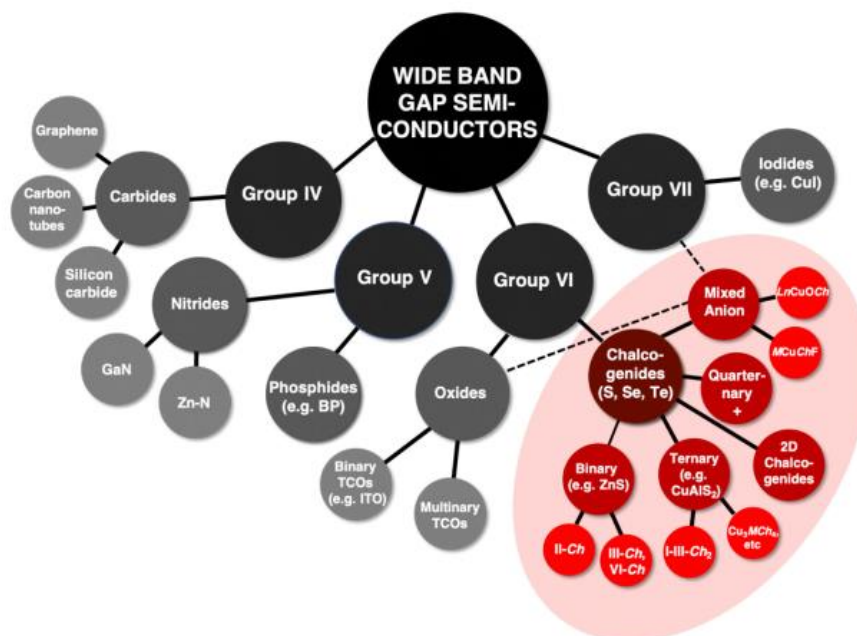 WIDE BAND
GAP SEMI-
CONDUCTORS
Graphene
Carbon
nano-
tubes
Silicon
carbide
Carbides
Group IV
Group VII
Iodides
(e.g. CuI)
Nitrides
GaN
Zn-N
Group V
Phosphides
(e.g. BP)
Group VI
Oxides
Binary
TCOs
(e.g. ITO)
Multinary
TCOs
Mixed
Anion
LnCuOCh
MCuChF
Chalco-
genides
(S, Se, Te)
Quarter-
nary
+
2D
Chalco-
genides
Binary
(e.g. ZnS)
Ternary
(e.g.
CuAlS₂)
II-Ch
III-Ch,
VI-Ch
I-III-Ch₂
Cu₃MCh₄,
etc